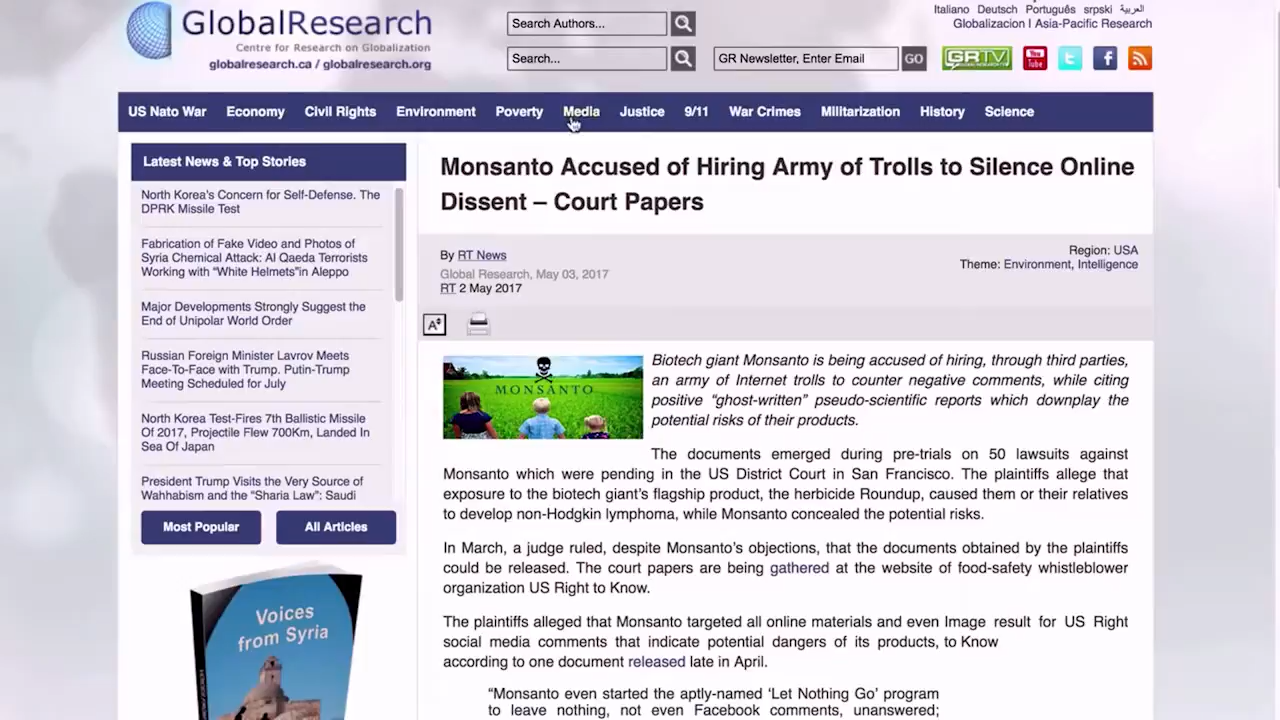 GlobalResearch
Centre for Research on Globalization
globalresearch.ca / globalresearch.org
Search Authors...
Search...
GR Newsletter, Enter Email
GO
Italiano Deutsch Português srpski العربية
Globalizacion I Asia-Pacific Research
GRTV
You
Tube
US Nato War Economy Civil Rights Environment Poverty Media Justice 9/11 War Crimes Militarization History Science
Latest News & Top Stories
North Korea's Concern for Self-Defense. The
DPRK Missile Test
Fabrication of Fake Video and Photos of
Syria Chemical Attack: Al Qaeda Terrorists
Working with “White Helmets”in Aleppo
Major Developments Strongly Suggest the
End of Unipolar World Order
Russian Foreign Minister Lavrov Meets
Face-To-Face with Trump. Putin-Trump
Meeting Scheduled for July
North Korea Test-Fires 7th Ballistic Missile
Of 2017, Projectile Flew 700Km, Landed In
Sea Of Japan
President Trump Visits the Very Source of
Wahhabism and the “Sharia Law”: Saudi
Most Popular
All Articles
Voices
from Syria
Monsanto Accused of Hiring Army of Trolls to Silence Online
Dissent – Court Papers
By RT News
Global Research, May 03, 2017
RT 2 May 2017
Region: USA
Theme: Environment, Intelligence
A
MONSANTO
Biotech giant Monsanto is being accused of hiring, through third parties,
an army of Internet trolls to counter negative comments, while citing
positive “ghost-written” pseudo-scientific reports which downplay the
potential risks of their products.
The documents emerged during pre-trials on 50 lawsuits against
Monsanto which were pending in the US District Court in San Francisco. The plaintiffs allege that
exposure to the biotech giant’s flagship product, the herbicide Roundup, caused them or their relatives
to develop non-Hodgkin lymphoma, while Monsanto concealed the potential risks.
In March, a judge ruled, despite Monsanto’s objections, that the documents obtained by the plaintiffs
could be released. The court papers are being gathered at the website of food-safety whistleblower
organization US Right to Know.
The plaintiffs alleged that Monsanto targeted all online materials and even Image result for US Right
social media comments that indicate potential dangers of its products, to Know
according to one document released late in April.
“Monsanto even started the aptly-named ‘Let Nothing Go’ program
to leave nothing, not even Facebook comments, unanswered;